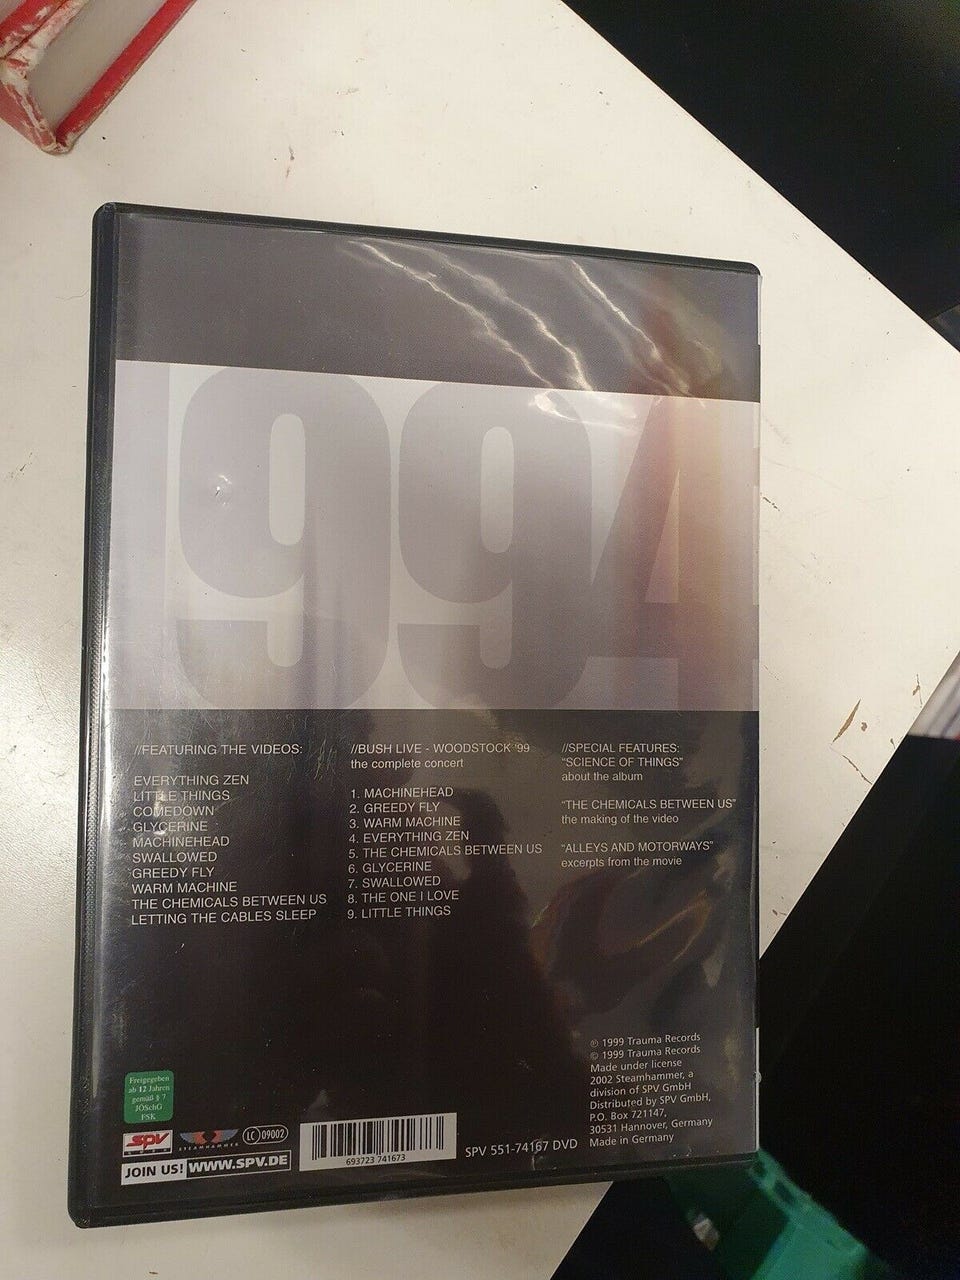 1994
//FEATURING THE VIDEOS:
EVERYTHING ZEN
LITTLE THINGS
COMEDOWN
GLYCERINE
MACHINEHEAD
SWALLOWED
GREEDY FLY
WARM MACHINE
THE CHEMICALS BETWEEN US
LETTING THE CABLES SLEEP
//BUSH LIVE - WOODSTOCK '99
the complete concert
1. MACHINEHEAD
2. GREEDY FLY
3. WARM MACHINE
4. EVERYTHING ZEN
5. THE CHEMICALS BETWEEN US
6. GLYCERINE
7. SWALLOWED
8. THE ONE I LOVE
9. LITTLE THINGS
//SPECIAL FEATURES:
"SCIENCE OF THINGS"
about the album
"THE CHEMICALS BETWEEN US"
the making of the video
"ALLEYS AND MOTORWAYS"
excerpts from the movie
℗ 1999 Trauma Records
© 1999 Trauma Records
Made under license
2002 Steamhammer, a
division of SPV GmbH
Distributed by SPV GmbH,
P.O. Box 721147,
30531 Hannover, Germany
Made in Germany
Freigegeben
ab 12 Jahren
gemäß § 7
JÖSchG
FSK
SPV
STEAMHAMMER
LC 09002
JOIN US! WWW.SPV.DE
693723 741673
SPV 551-74167 DVD